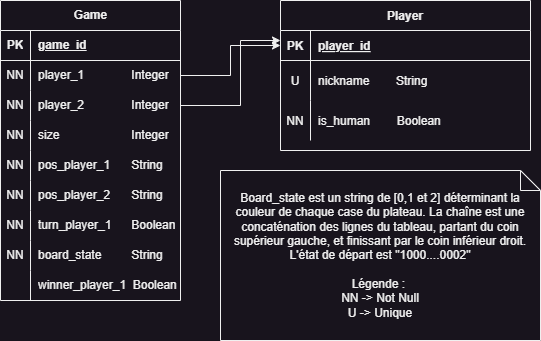 Game
PK game_id
NN player_1 Integer
NN player_2 Integer
NN size Integer
NN pos_player_1 String
NN pos_player_2 String
NN turn_player_1 Boolean
NN board_state String
winner_player_1 Boolean
Player
PK player_id
U nickname String
NN is_human Boolean
Board_state est un string de [0,1 et 2] déterminant la
couleur de chaque case du plateau. La chaîne est une
concaténation des lignes du tableau, partant du coin
supérieur gauche, et finissant par le coin inférieur droit.
L'état de départ est "1000....0002"
Légende :
NN -> Not Null
U -> Unique